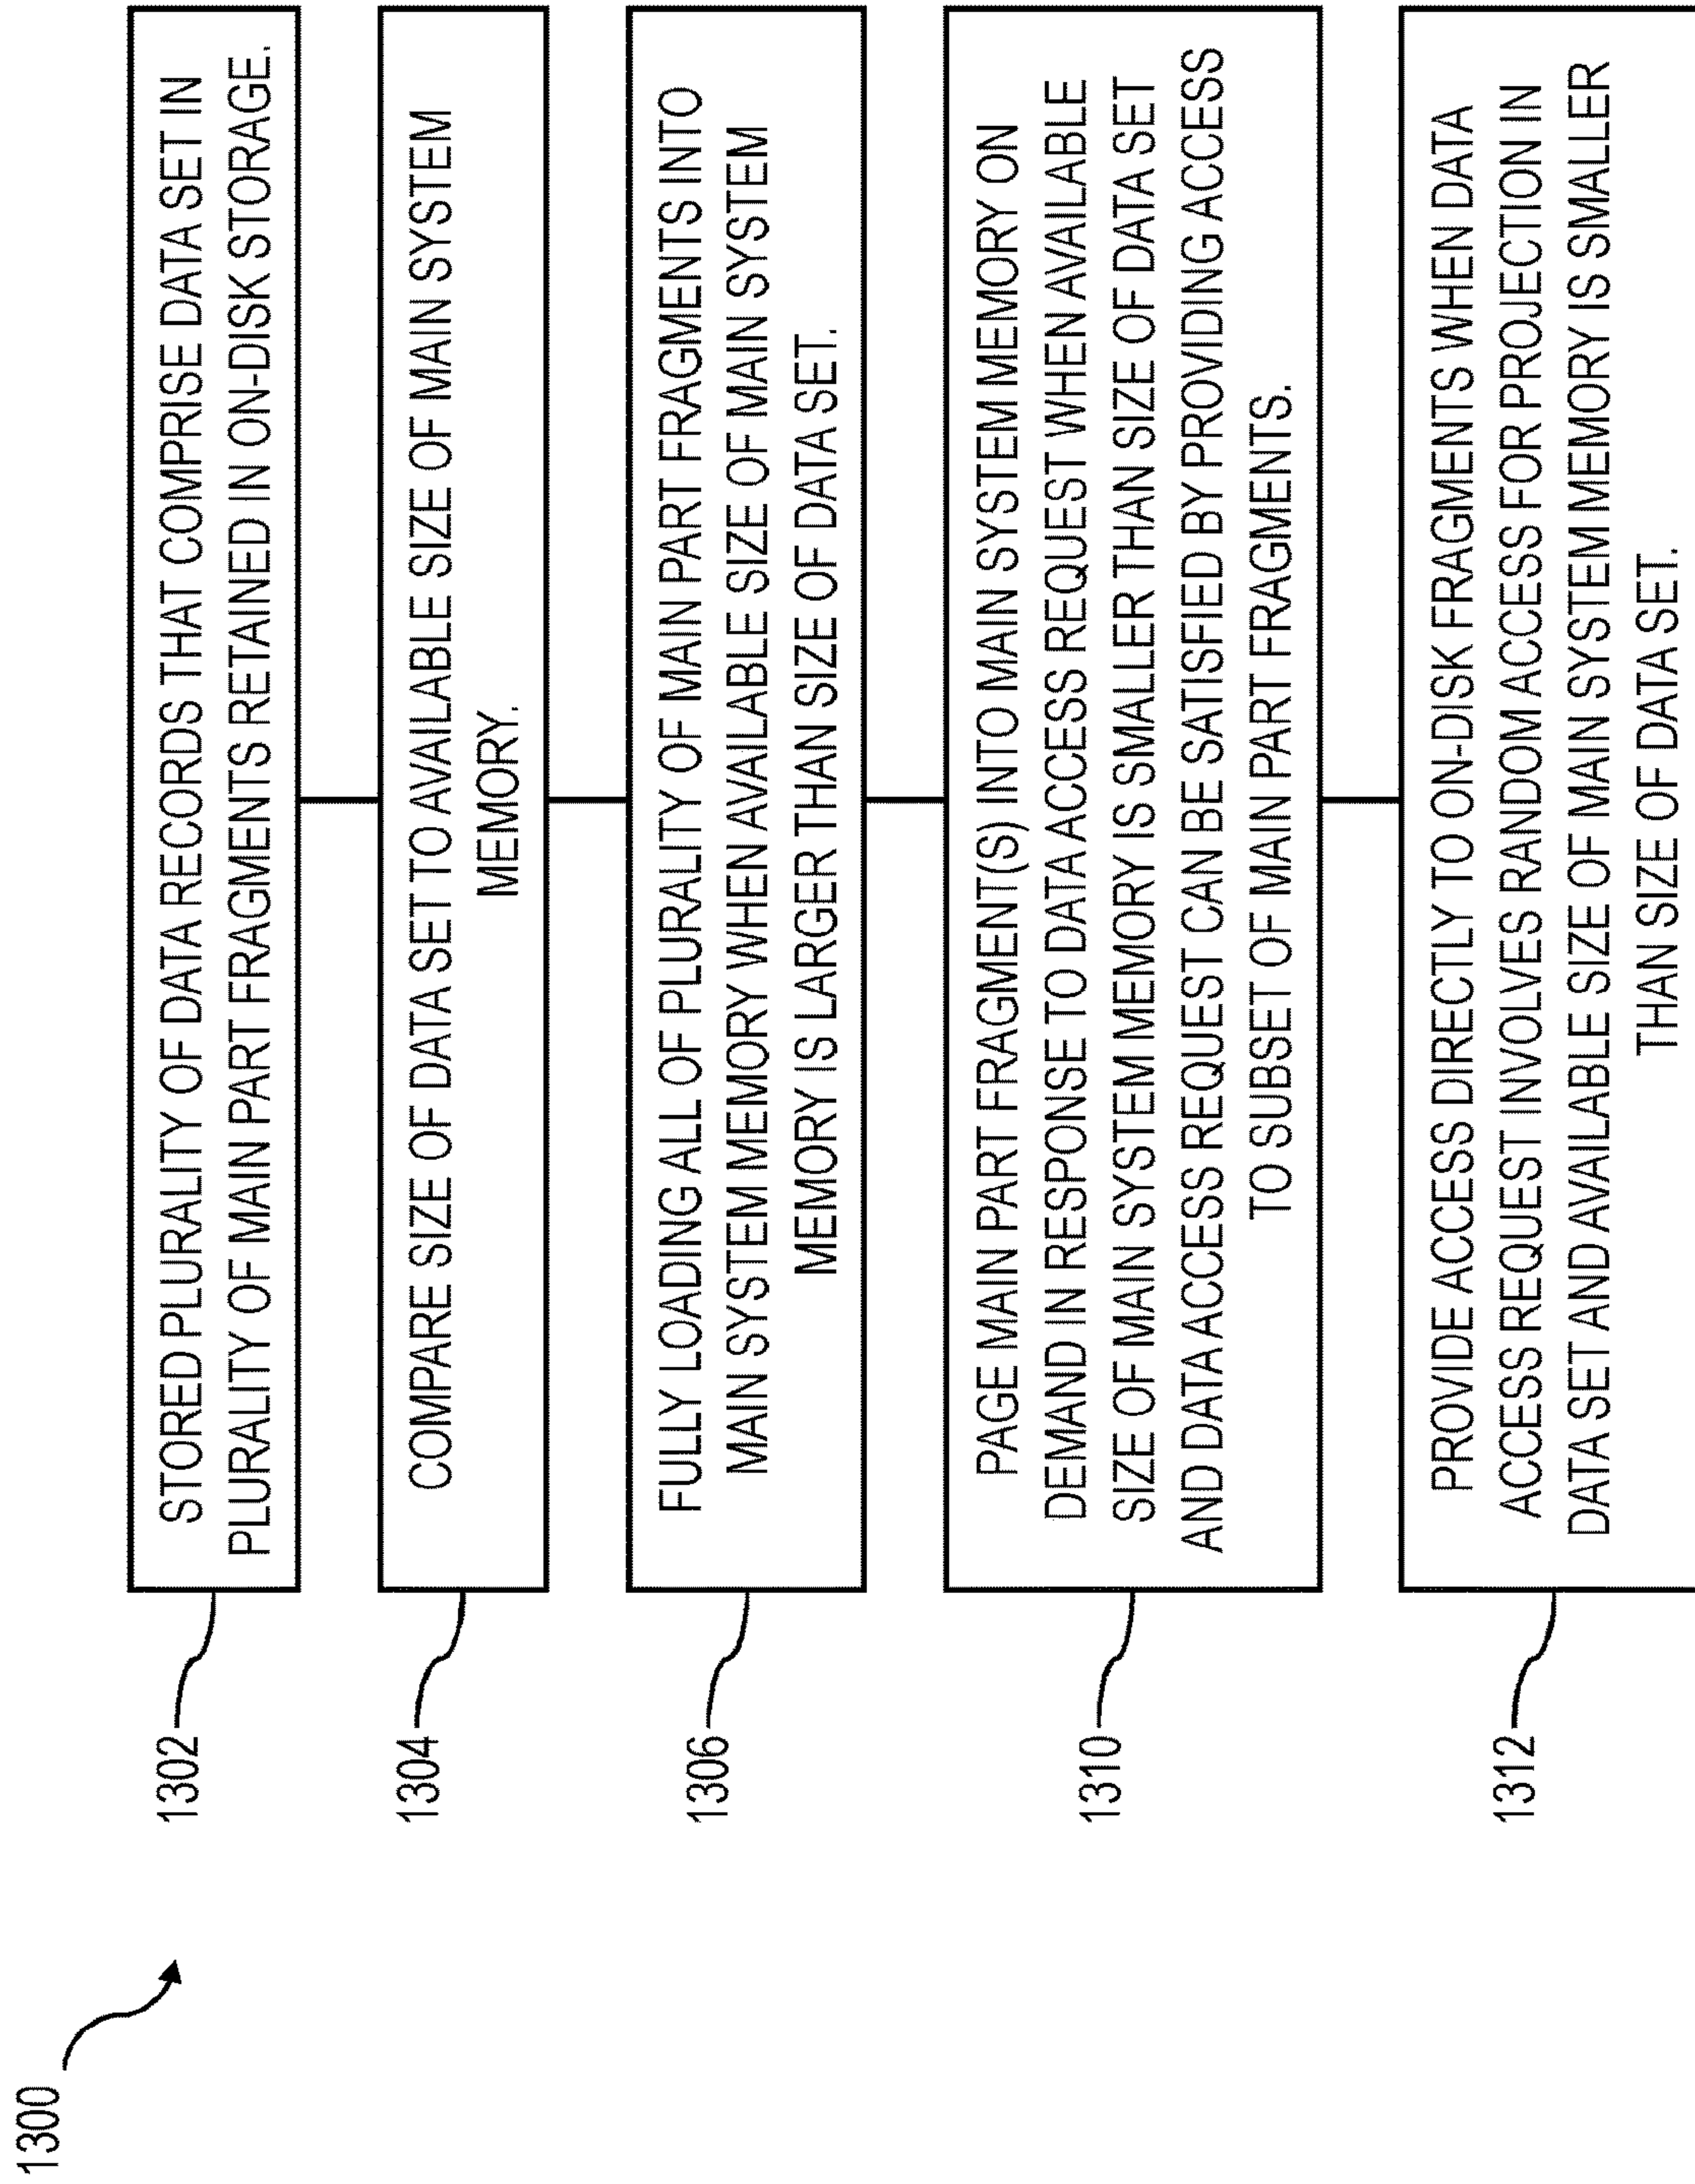 1300
1302
STORED PLURALITY OF DATA RECORDS THAT COMPRISE DATA SET IN
PLURALITY OF MAIN PART FRAGMENTS RETAINED IN ON-DISK STORAGE.
1304
COMPARE SIZE OF DATA SET TO AVAILABLE SIZE OF MAIN SYSTEM
MEMORY.
1306
FULLY LOADING ALL OF PLURALITY OF MAIN PART FRAGMENTS INTO
MAIN SYSTEM MEMORY WHEN AVAILABLE SIZE OF MAIN SYSTEM
MEMORY IS LARGER THAN SIZE OF DATA SET.
1310
PAGE MAIN PART FRAGMENT(S) INTO MAIN SYSTEM MEMORY ON
DEMAND IN RESPONSE TO DATA ACCESS REQUEST WHEN AVAILABLE
SIZE OF MAIN SYSTEM MEMORY IS SMALLER THAN SIZE OF DATA SET
AND DATA ACCESS REQUEST CAN BE SATISFIED BY PROVIDING ACCESS
TO SUBSET OF MAIN PART FRAGMENTS.
1312
PROVIDE ACCESS DIRECTLY TO ON-DISK FRAGMENTS WHEN DATA
ACCESS REQUEST INVOLVES RANDOM ACCESS FOR PROJECTION IN
DATA SET AND AVAILABLE SIZE OF MAIN SYSTEM MEMORY IS SMALLER
THAN SIZE OF DATA SET.